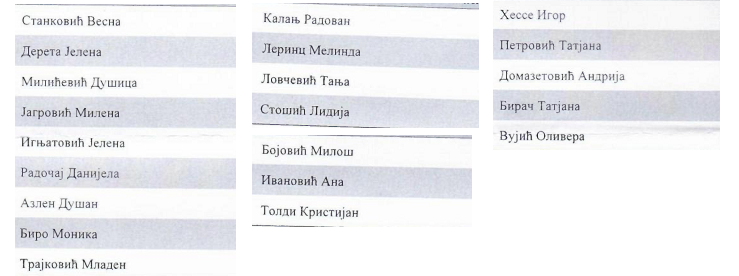 Станковић Весна
Дерета Јелена
Милићевић Душица
Јагровић Милена
Игњатовић Јелена
Радочај Данијела
Азлен Душан
Биро Моника
Трајковић Младен
Калањ Радован
Леринц Мелинда
Ловчевић Тања
Стошић Лидија
Бојовић Милош
Ивановић Ана
Толди Кристијан
Хессе Игор
Петровић Татјана
Домазетовић Андрија
Бирач Татјана
Вујић Оливера